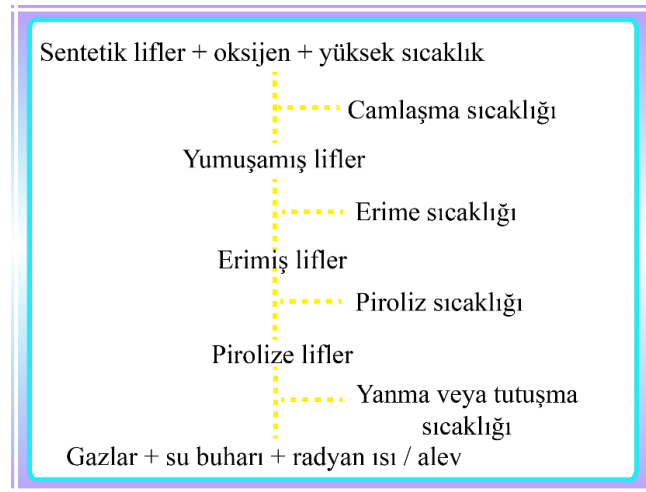 Sentetik lifler + oksijen + yüksek sıcaklık
Camlaşma sıcaklığı
Yumuşamış lifler
Erime sıcaklığı
Erimiş lifler
Piroliz sıcaklığı
Pirolize lifler
Yanma veya tutuşma
sıcaklığı
Gazlar + su buharı + radyan ısı / alev